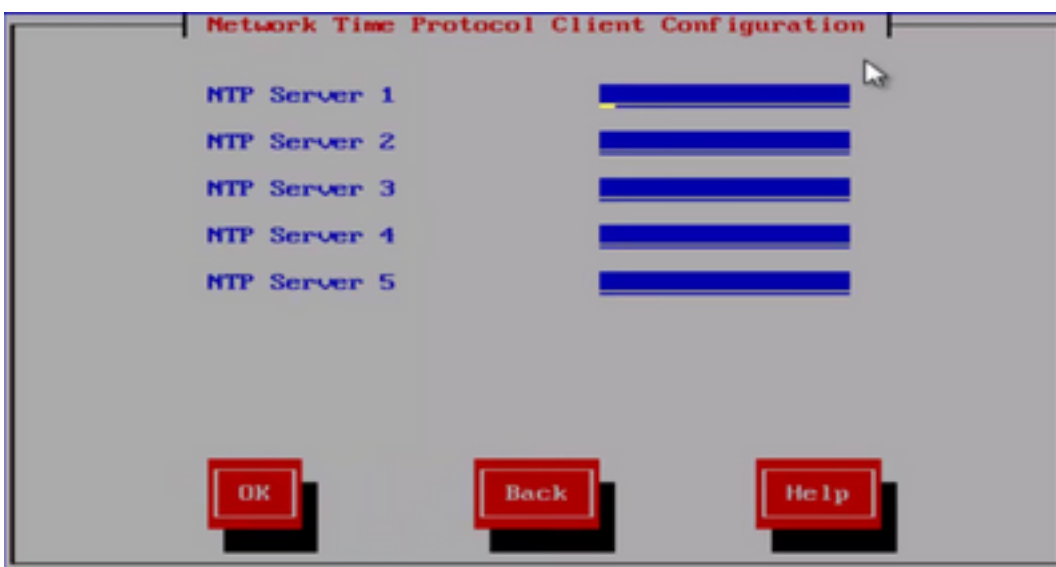 Network Time Protocol Client Configuration
NTP Server 1
NTP Server 2
NTP Server 3
NTP Server 4
NTP Server 5
OK Back Help